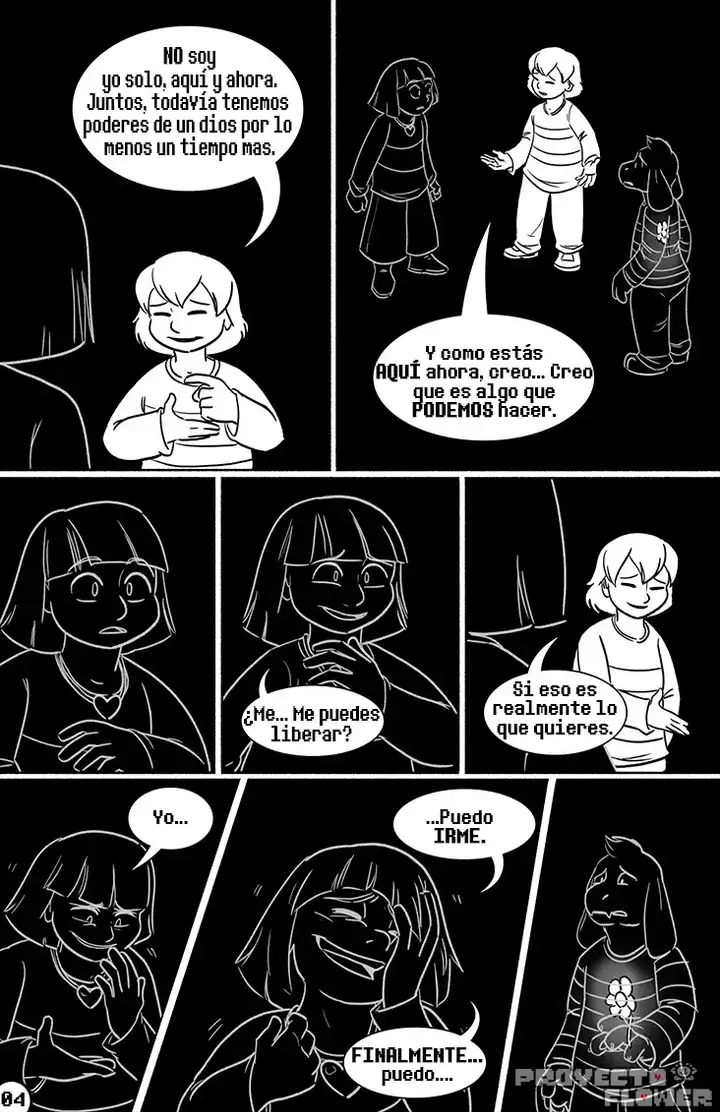 NO soy
yo solo, aquí y ahora.
Juntos, todavía tenemos
poderes de un dios por lo
menos un tiempo mas.
Y como estás
AQUÍ ahora, creo... Creo
que es algo que
PODEMOS hacer.
¿Me... Me puedes
liberar?
Si eso es
realmente lo
que quieres.
Yo...
...Puedo
IRME.
FINALMENTE...
puedo....
04
PROYECTO
FLOWER